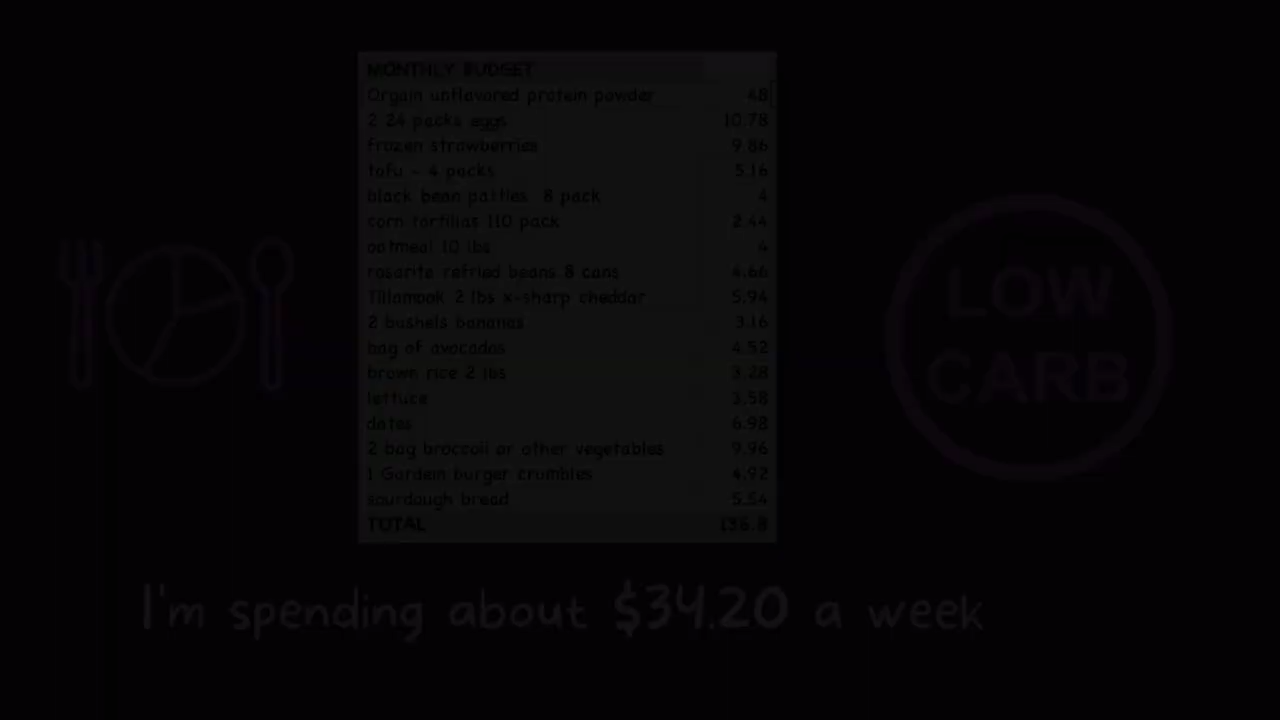 MONTHLY BUDGET
Orgain unflavored protein powder 48
2 24 packs eggs 10.78
frozen strawberries 9.86
tofu - 4 packs 5.16
black bean patties 8 pack 4
corn tortillas 110 pack 2.44
oatmeal 10 lbs 4
rosarita refried beans 8 cans 4.66
Tillamook 2 lbs x-sharp cheddar 5.94
2 bushels bananas 3.16
bag of avocados 4.52
brown rice 2 lbs 3.28
lettuce 3.58
dates 6.98
2 bag broccoli or other vegetables 9.96
1 Gardein burger crumbles 4.92
sourdough bread 5.54
TOTAL 136.8
LOW
CARB
I'm spending about $34.20 a week